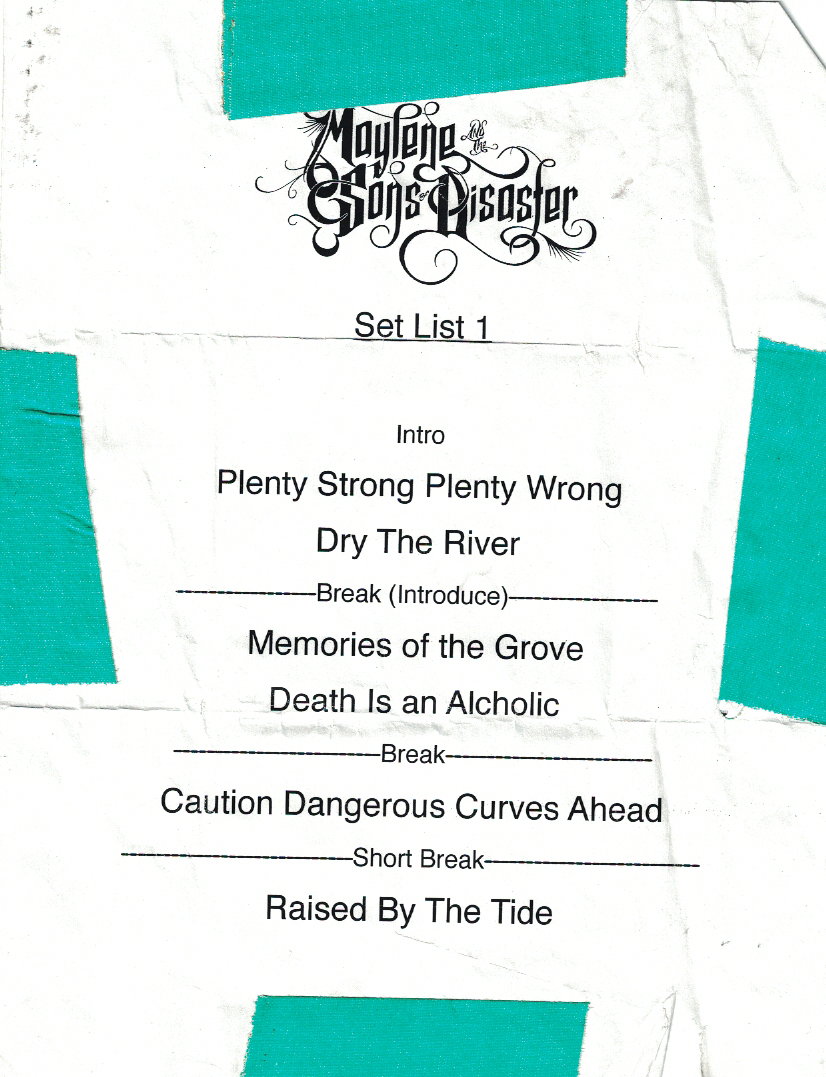 Maylene AND The
Sons of Disaster
Set List 1
Intro
Plenty Strong Plenty Wrong
Dry The River
Break (Introduce)
Memories of the Grove
Death Is an Alcholic
Break
Caution Dangerous Curves Ahead
Short Break
Raised By The Tide